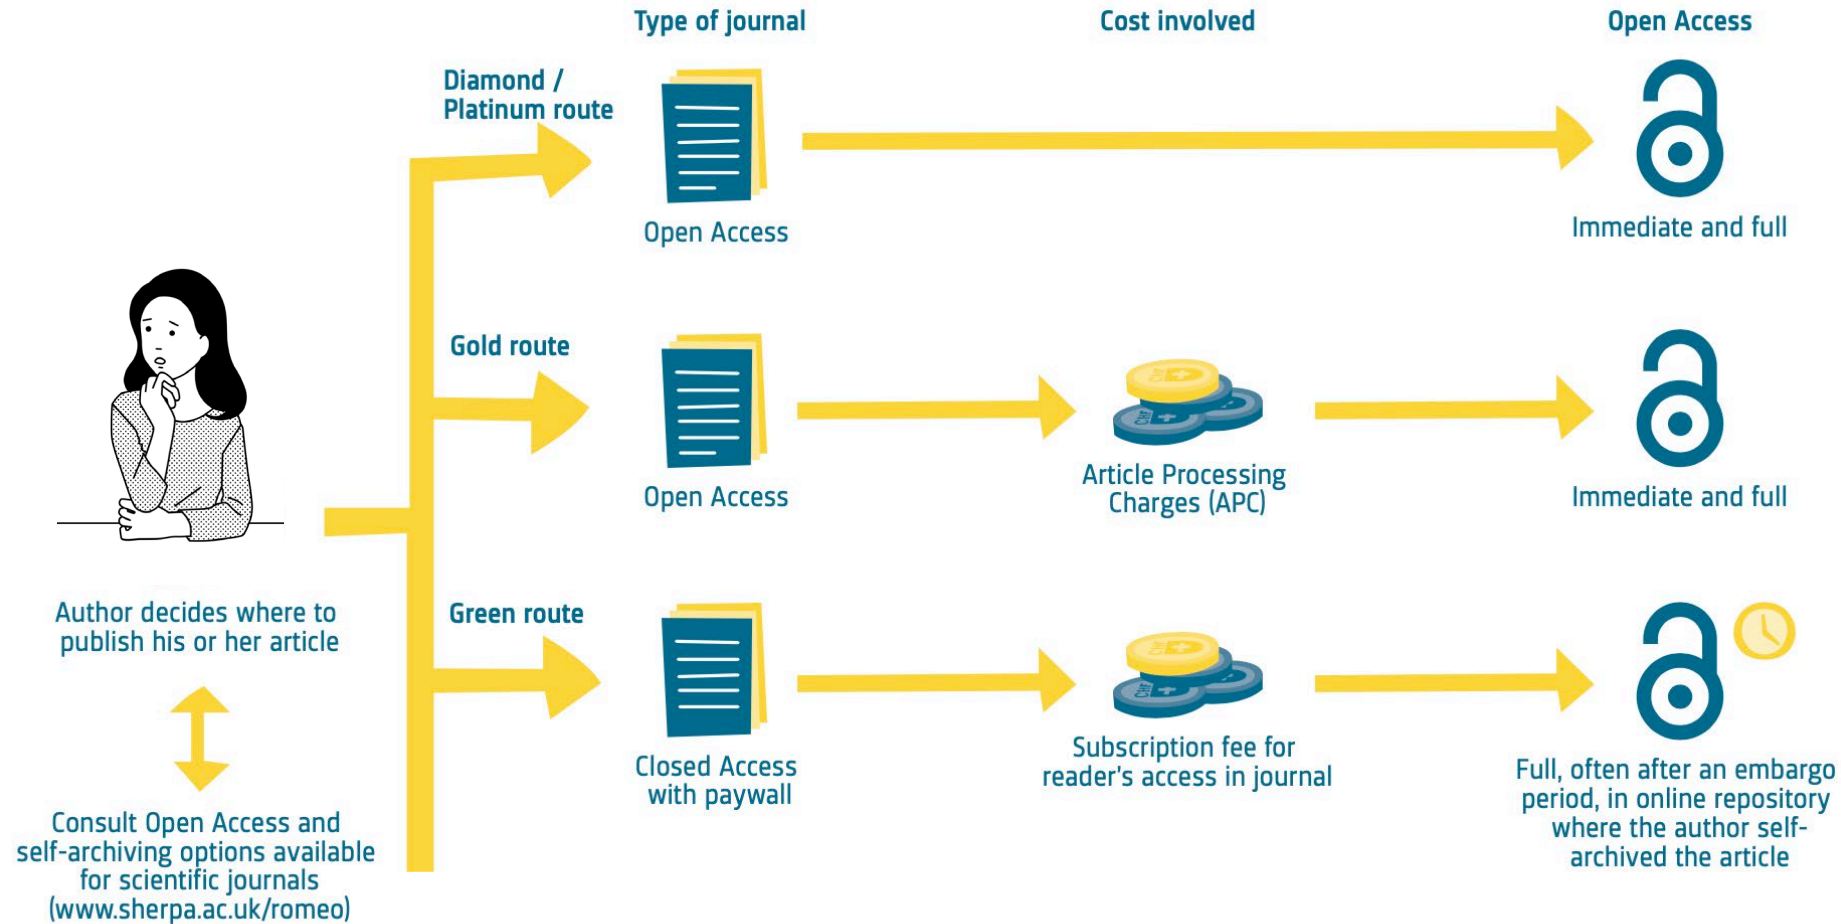 Type of journal
Cost involved
Open Access
Diamond /
Platinum route
Open Access
Immediate and full
Gold route
Open Access
Article Processing
Charges (APC)
Immediate and full
Green route
Closed Access
with paywall
Subscription fee for
reader's access in journal
Full, often after an embargo
period, in online repository
where the author self-
archived the article
Author decides where to
publish his or her article
Consult Open Access and
self-archiving options available
for scientific journals
(www.sherpa.ac.uk/romeo)
CHF
CHF
CHF
CHF